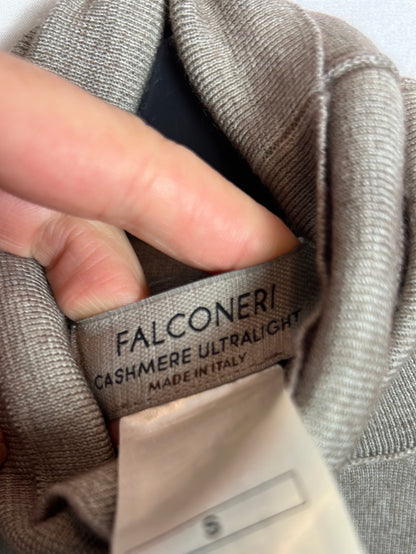 FALCONERI
CASHMERE ULTRALIGHT
MADE IN ITALY
S